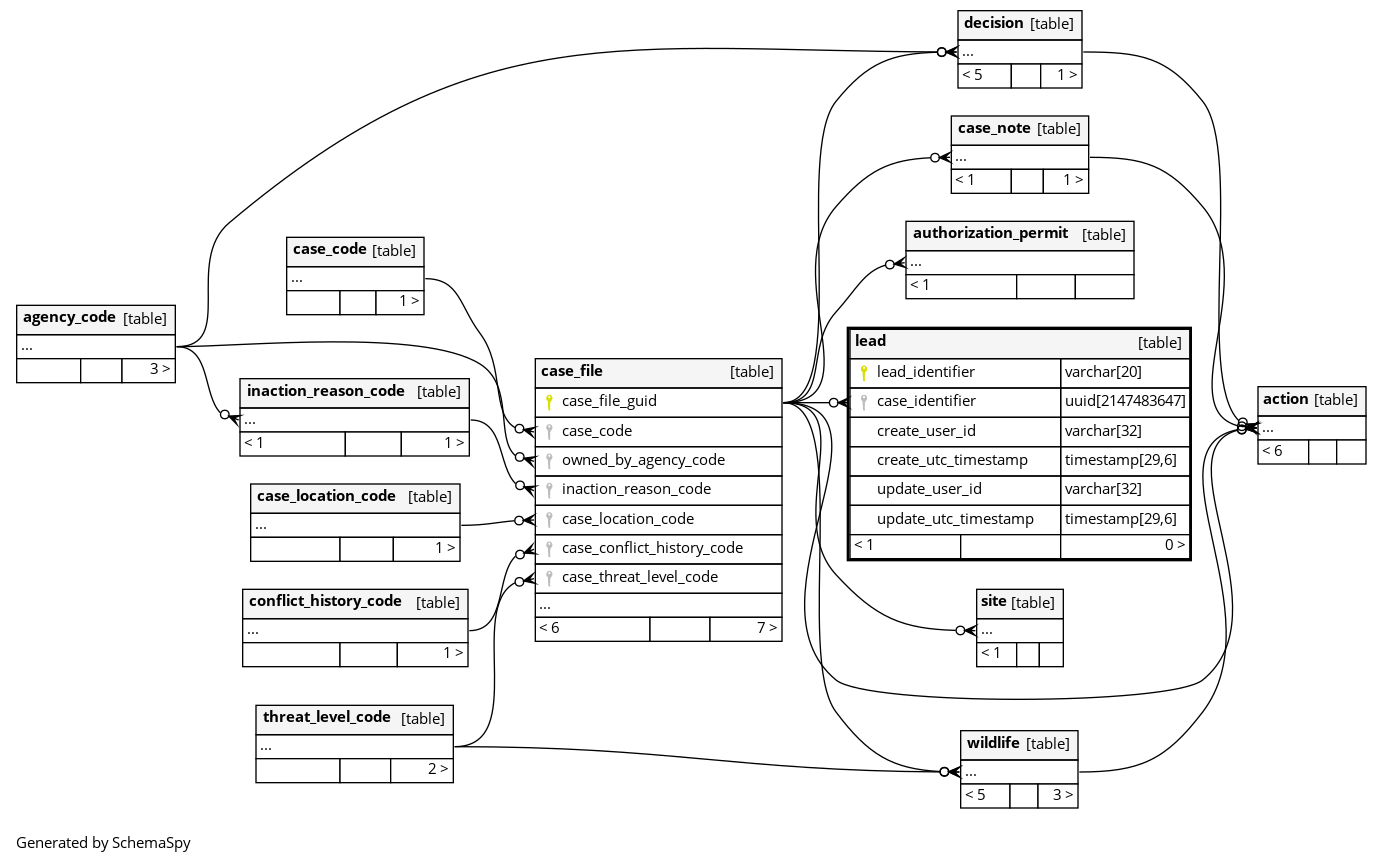 decision [table]
...
< 5 1 >
case_note [table]
...
< 1 1 >
authorization_permit [table]
...
< 1
case_code [table]
...
1 >
agency_code [table]
...
3 >
inaction_reason_code [table]
...
< 1 1 >
case_location_code [table]
...
1 >
conflict_history_code [table]
...
1 >
threat_level_code [table]
...
2 >
case_file [table]
case_file_guid
case_code
owned_by_agency_code
inaction_reason_code
case_location_code
case_conflict_history_code
case_threat_level_code
...
< 6 7 >
lead [table]
lead_identifier varchar[20]
case_identifier uuid[2147483647]
create_user_id varchar[32]
create_utc_timestamp timestamp[29,6]
update_user_id varchar[32]
update_utc_timestamp timestamp[29,6]
< 1 0 >
action [table]
...
< 6
site [table]
...
< 1
wildlife [table]
...
< 5 3 >
Generated by SchemaSpy